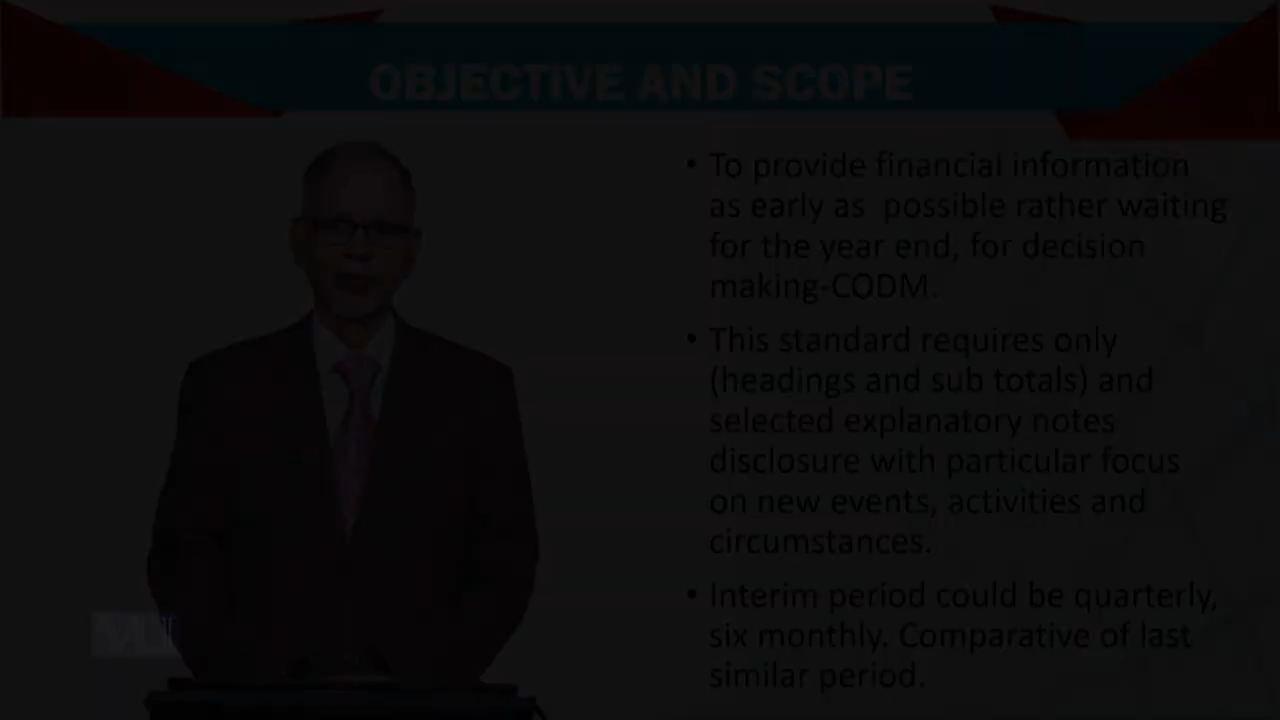 OBJECTIVE AND SCOPE
• To provide financial information
as early as possible rather waiting
for the year end, for decision
making-CODM.
• This standard requires only
(headings and sub totals) and
selected explanatory notes
disclosure with particular focus
on new events, activities and
circumstances.
• Interim period could be quarterly,
six monthly. Comparative of last
similar period.